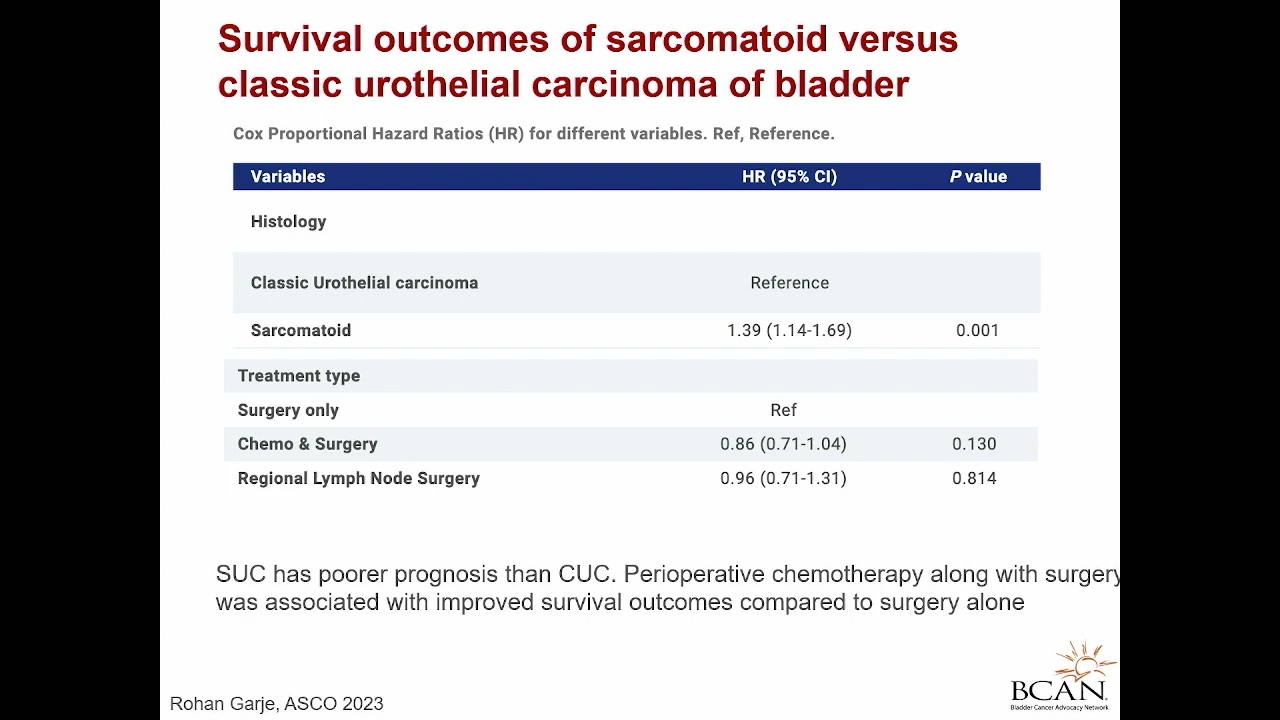 Survival outcomes of sarcomatoid versus
classic urothelial carcinoma of bladder
Cox Proportional Hazard Ratios (HR) for different variables. Ref, Reference.
Variables HR (95% CI) P value
Histology
Classic Urothelial carcinoma Reference
Sarcomatoid 1.39 (1.14-1.69) 0.001
Treatment type
Surgery only Ref
Chemo & Surgery 0.86 (0.71-1.04) 0.130
Regional Lymph Node Surgery 0.96 (0.71-1.31) 0.814
SUC has poorer prognosis than CUC. Perioperative chemotherapy along with surgery
was associated with improved survival outcomes compared to surgery alone
BCAN
Bladder Cancer Advocacy Network
Rohan Garje, ASCO 2023